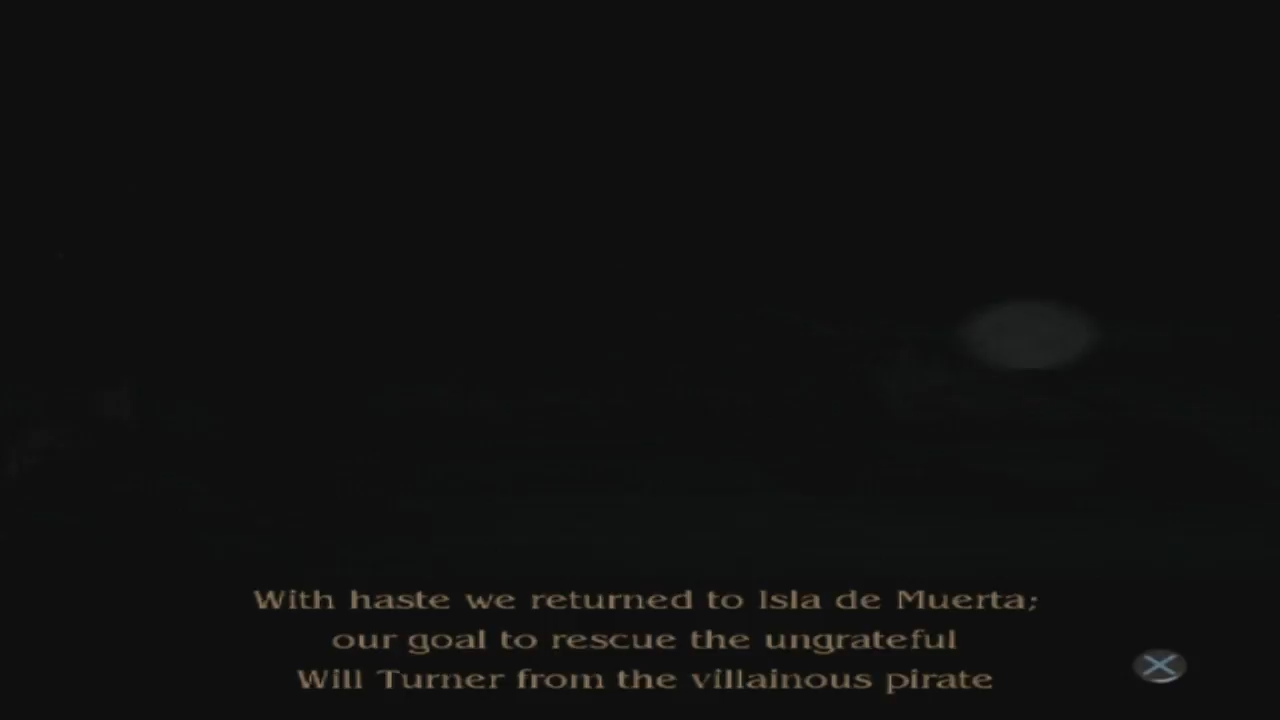 With haste we returned to Isla de Muerta;
our goal to rescue the ungrateful
Will Turner from the villainous pirate